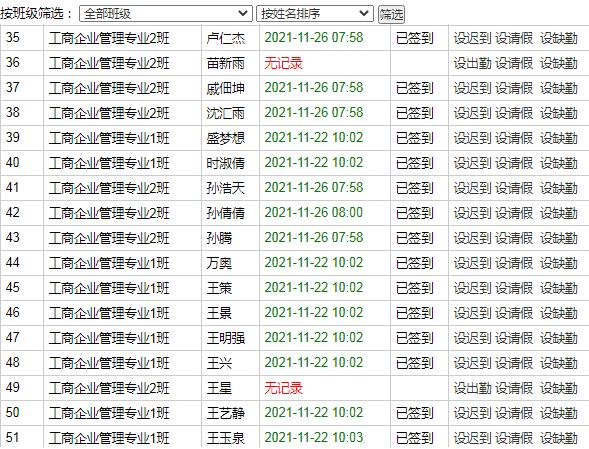 按班级筛选： 全部班级 按姓名排序 筛选
35 工商企业管理专业2班 卢仁杰 2021-11-26 07:58 已签到 设迟到 设请假 设缺勤
36 工商企业管理专业2班 苗新雨 无记录 设出勤 设请假 设缺勤
37 工商企业管理专业2班 戚佃坤 2021-11-26 07:58 已签到 设迟到 设请假 设缺勤
38 工商企业管理专业2班 沈汇雨 2021-11-26 07:58 已签到 设迟到 设请假 设缺勤
39 工商企业管理专业1班 盛梦想 2021-11-22 10:02 已签到 设迟到 设请假 设缺勤
40 工商企业管理专业1班 时淑倩 2021-11-22 10:02 已签到 设迟到 设请假 设缺勤
41 工商企业管理专业2班 孙浩天 2021-11-26 07:58 已签到 设迟到 设请假 设缺勤
42 工商企业管理专业2班 孙倩倩 2021-11-26 08:00 已签到 设迟到 设请假 设缺勤
43 工商企业管理专业2班 孙腾 2021-11-26 07:58 已签到 设迟到 设请假 设缺勤
44 工商企业管理专业1班 万奥 2021-11-22 10:02 已签到 设迟到 设请假 设缺勤
45 工商企业管理专业1班 王策 2021-11-22 10:02 已签到 设迟到 设请假 设缺勤
46 工商企业管理专业1班 王景 2021-11-22 10:02 已签到 设迟到 设请假 设缺勤
47 工商企业管理专业1班 王明强 2021-11-22 10:02 已签到 设迟到 设请假 设缺勤
48 工商企业管理专业1班 王兴 2021-11-22 10:02 已签到 设迟到 设请假 设缺勤
49 工商企业管理专业2班 王星 无记录 设出勤 设请假 设缺勤
50 工商企业管理专业1班 王艺静 2021-11-22 10:02 已签到 设迟到 设请假 设缺勤
51 工商企业管理专业1班 王玉泉 2021-11-22 10:03 已签到 设迟到 设请假 设缺勤